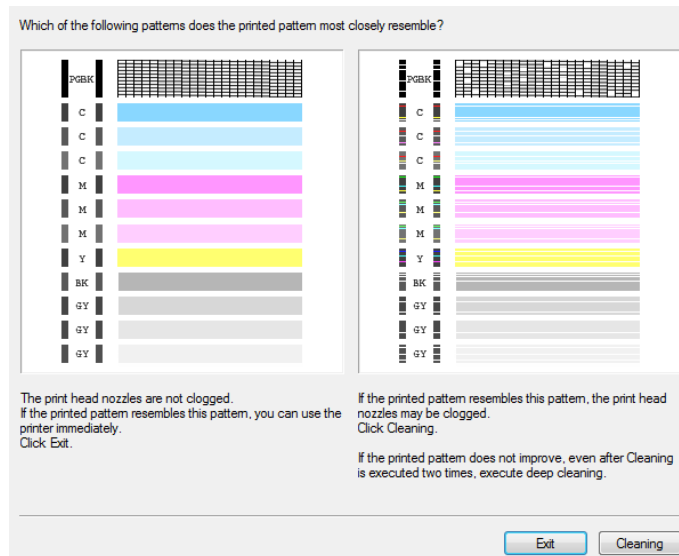 Which of the following patterns does the printed pattern most closely resemble?
PGBK
C
C
C
M
M
M
Y
BK
GY
GY
GY
The print head nozzles are not clogged.
If the printed pattern resembles this pattern, you can use the
printer immediately.
Click Exit.
PGBK
C
C
C
M
M
M
Y
BK
GY
GY
GY
If the printed pattern resembles this pattern, the print head
nozzles may be clogged.
Click Cleaning.
If the printed pattern does not improve, even after Cleaning
is executed two times, execute deep cleaning.
Exit
Cleaning